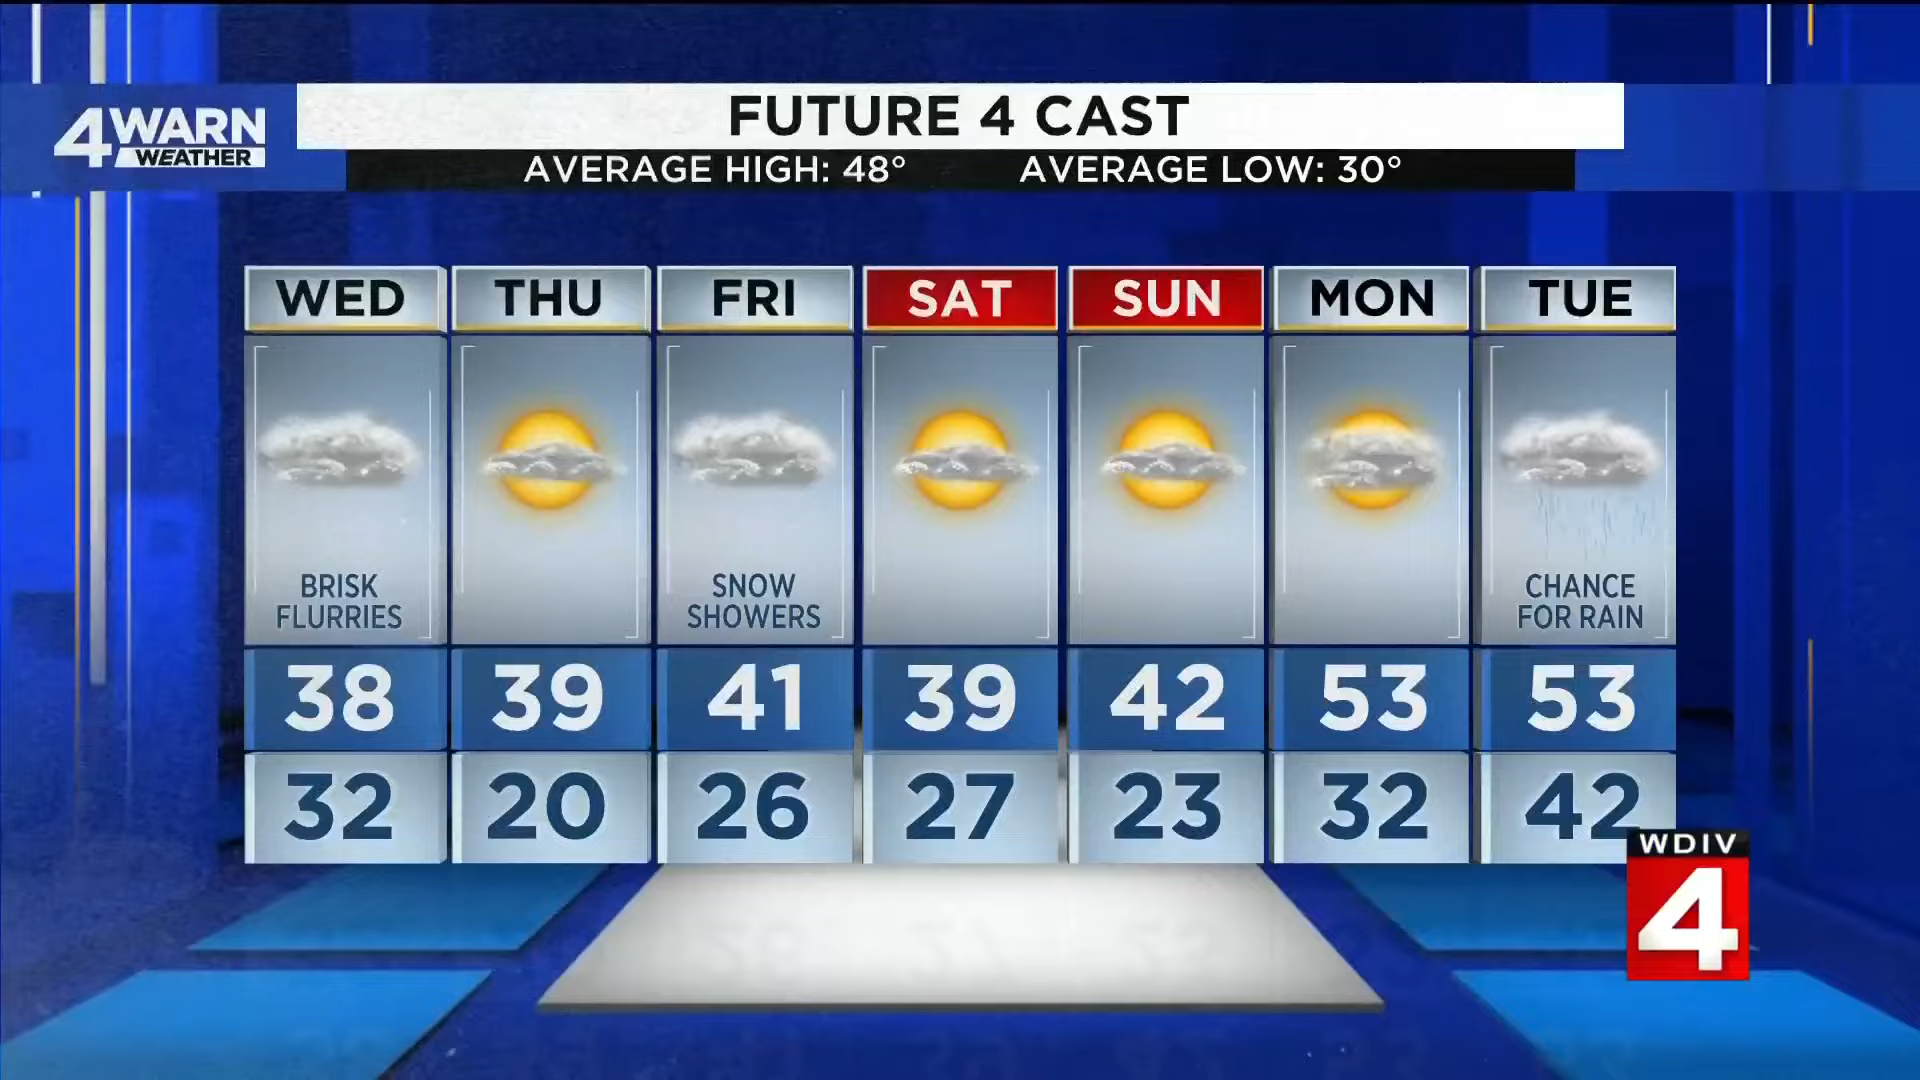 4WARN
WEATHER
FUTURE 4 CAST
AVERAGE HIGH: 48° AVERAGE LOW: 30°
WED THU FRI SAT SUN MON TUE
BRISK
FLURRIES
SNOW
SHOWERS
CHANCE
FOR RAIN
38 39 41 39 42 53 53
32 20 26 27 23 32 42
WDIV
4